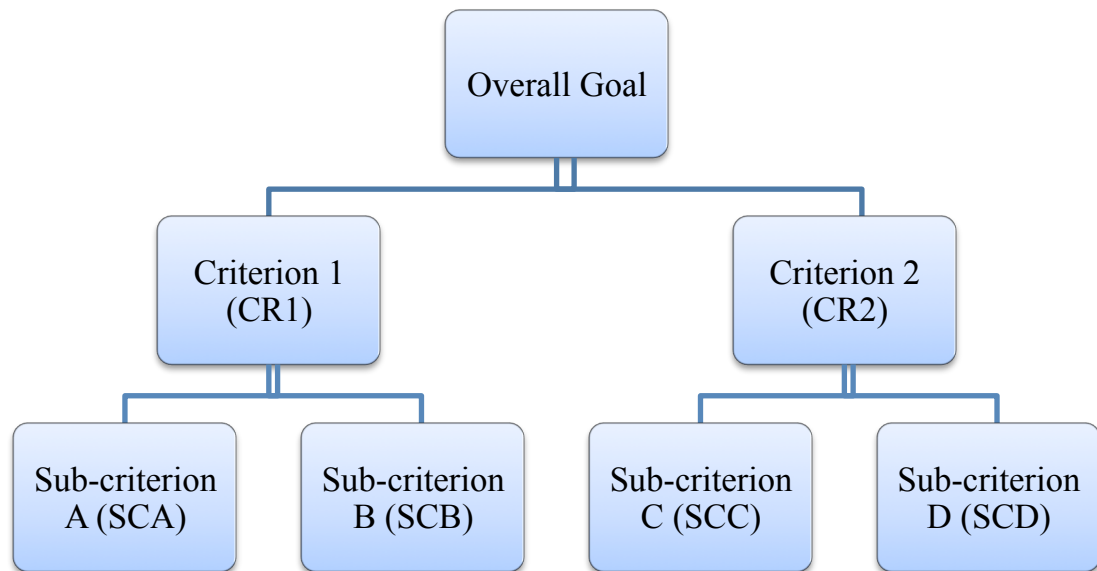 Overall Goal
Criterion 1
(CR1)
Criterion 2
(CR2)
Sub-criterion
A (SCA)
Sub-criterion
B (SCB)
Sub-criterion
C (SCC)
Sub-criterion
D (SCD)